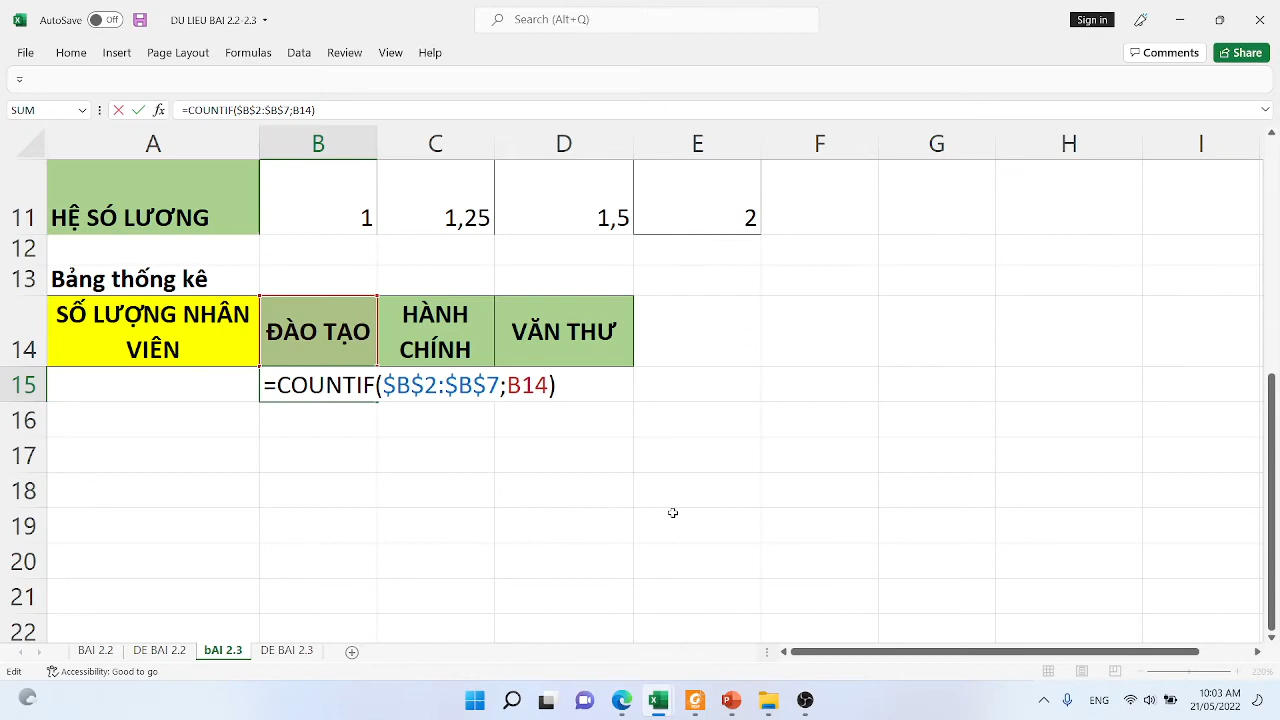 AutoSave Off DU LIEU BAI 2.2-2.3 Search (Alt+Q) Sign in
File Home Insert Page Layout Formulas Data Review View Help Comments Share
SUM fx =COUNTIF($B$2:$B$7;B14)
A B C D E F G H I
11 HỆ SÓ LƯƠNG 1 1,25 1,5 2
12
13 Bảng thống kê
14 SỐ LƯỢNG NHÂN VIÊN ĐÀO TẠO HÀNH CHÍNH VĂN THƯ
15 =COUNTIF($B$2:$B$7;B14)
16
17
18
19
20
21
22
BAI 2.2 DE BAI 2.2 bAI 2.3 DE BAI 2.3
Edit Accessibility: Good to go 220%
ENG 10:03 AM
21/05/2022